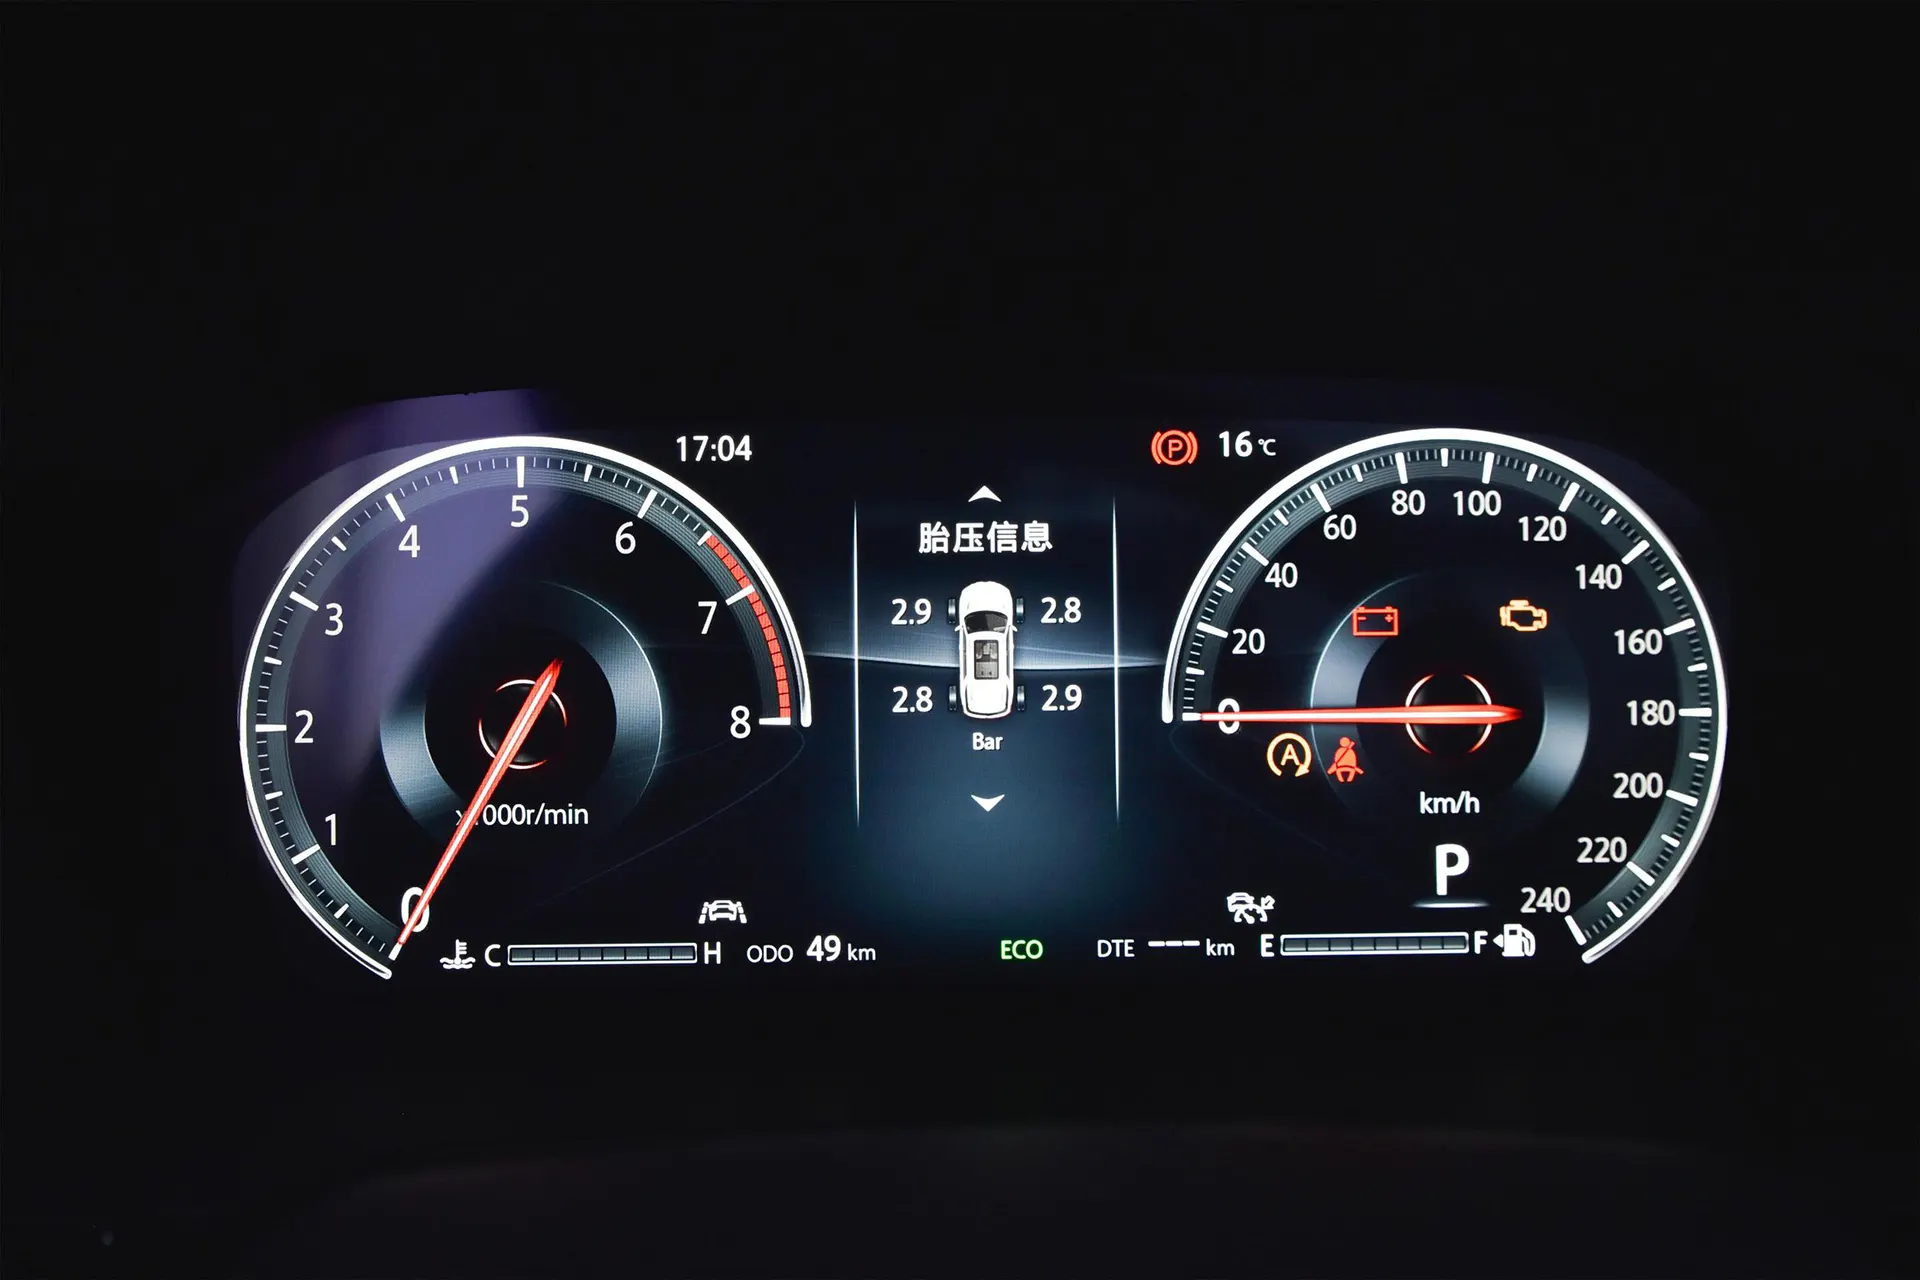 17:04
P 16℃
0
1
2
3
4
5
6
7
8
x1000r/min
胎压信息
2.9 2.8
2.8 2.9
Bar
0
20
40
60
80
100
120
140
160
180
200
220
240
A
km/h
P
C H ODO 49 km
ECO
DTE --- km
E F